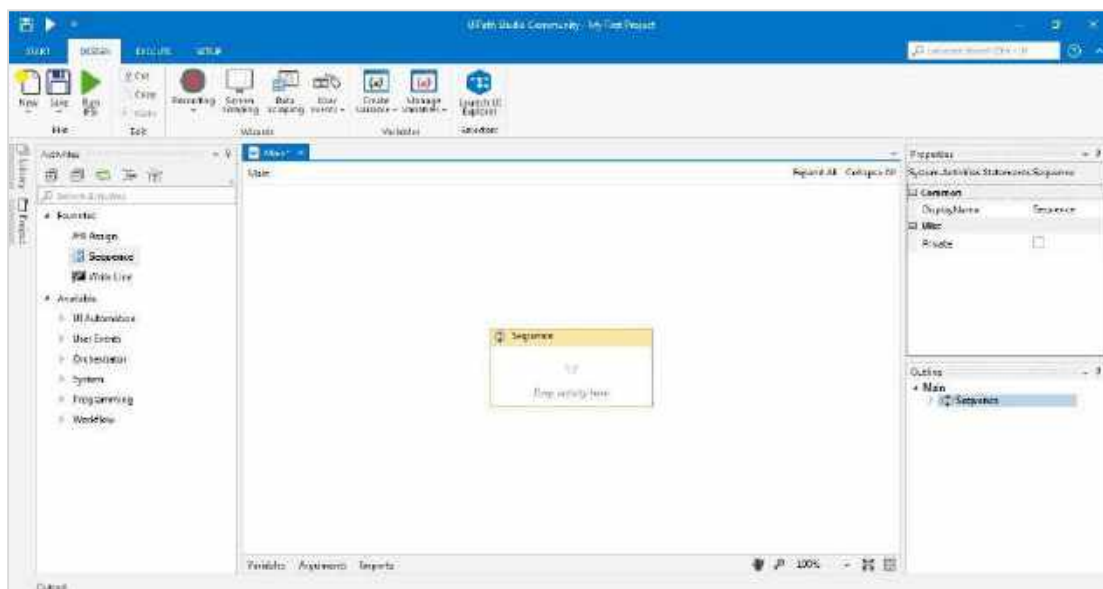 UiPath Studio Community - My First Project
START DESIGN EXECUTE SETUP
New Save Run
Cut
Copy
Recording
Screen Scraping
Data Scraping
User Events
Create Variable
Manage Variables
Launch UI Explorer
File Edit Wizards Variables Selectors
Library
Project
Activities
Search Activities
Favorites
Assign
Sequence
Write Line
Available
UI Automation
User Events
Orchestrator
System
Programming
Workflow
Main*
Main
Expand All Collapse All
Sequence
Drop activity here
Variables Arguments Imports
100%
Properties
System.Activities.Statements.Sequence
Common
DisplayName Sequence
Misc
Private
Outline
Main
Sequence
Output